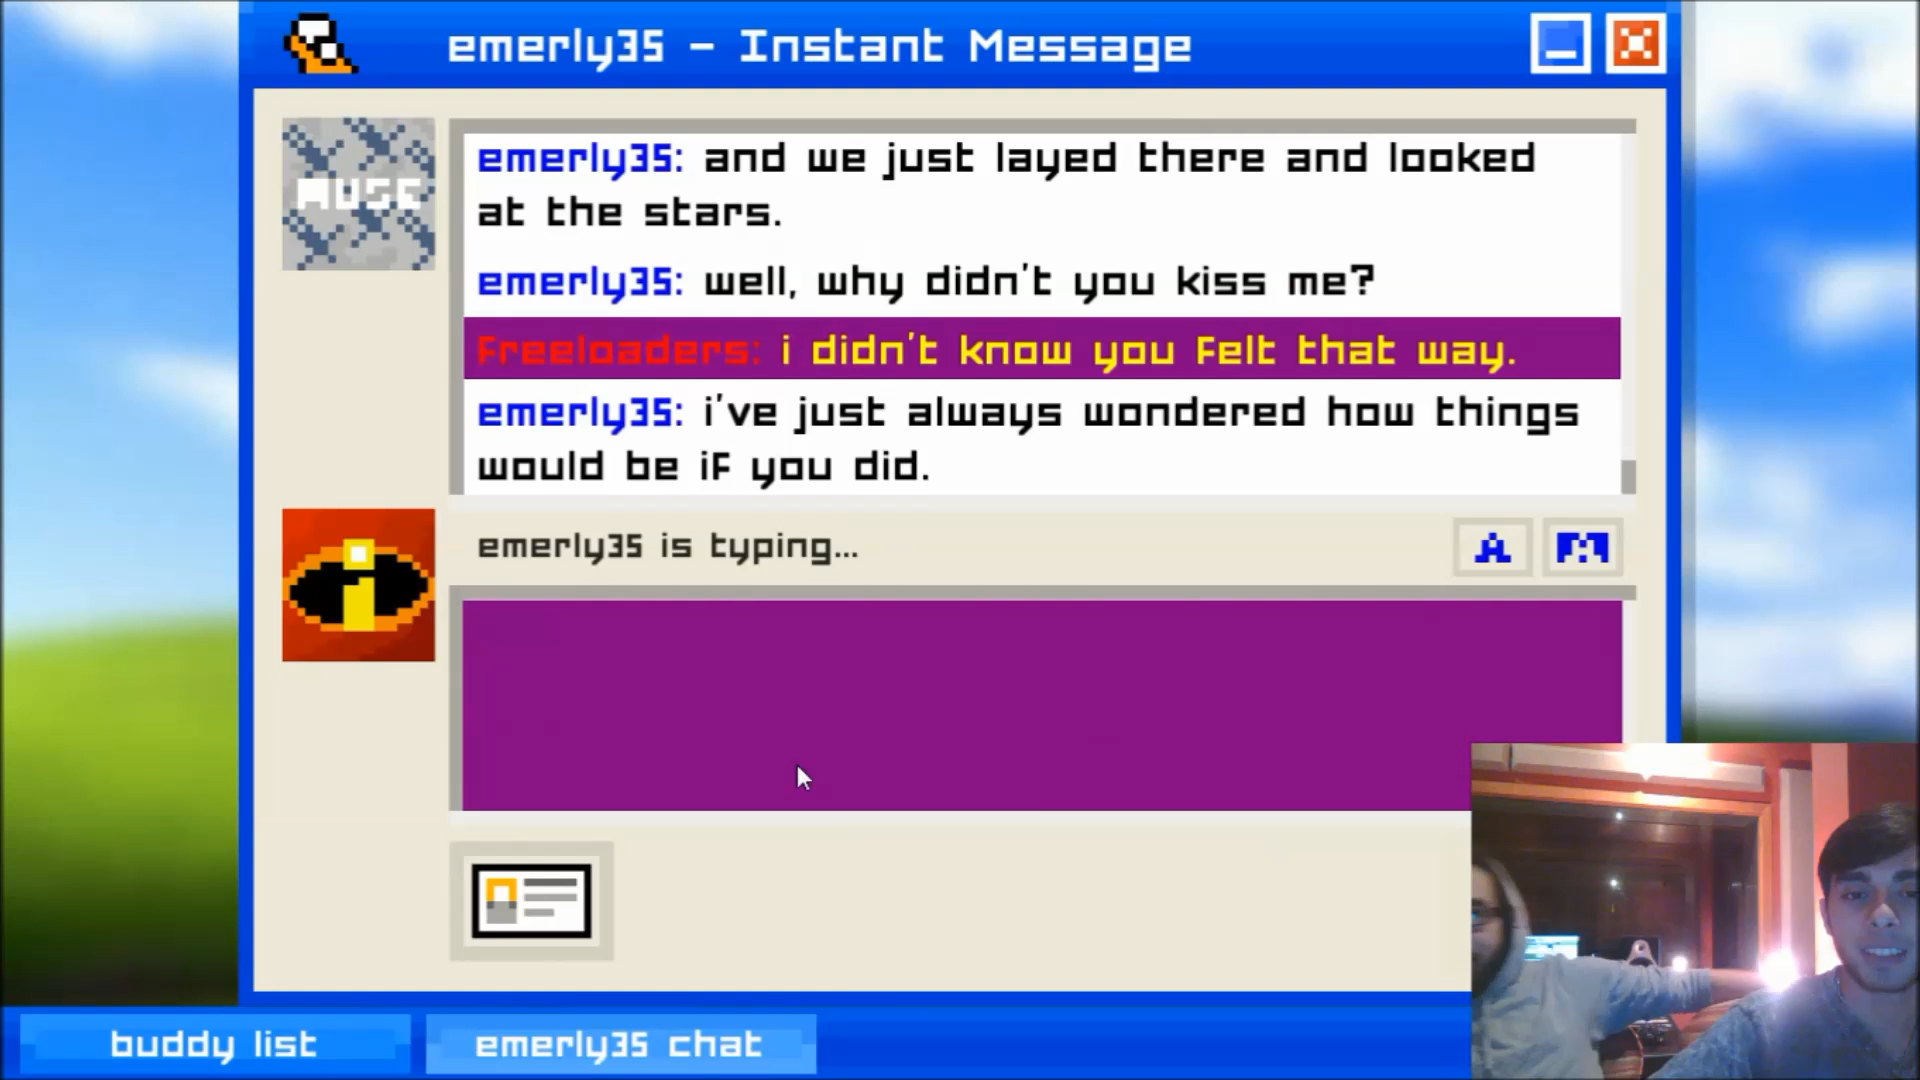 emerly35 - Instant Message
MUSE
emerly35: and we just layed there and looked
at the stars.
emerly35: well, why didn't you kiss me?
Freeloaders: i didn't know you felt that way.
emerly35: i've just always wondered how things
would be if you did.
emerly35 is typing...
A
i
buddy list
emerly35 chat